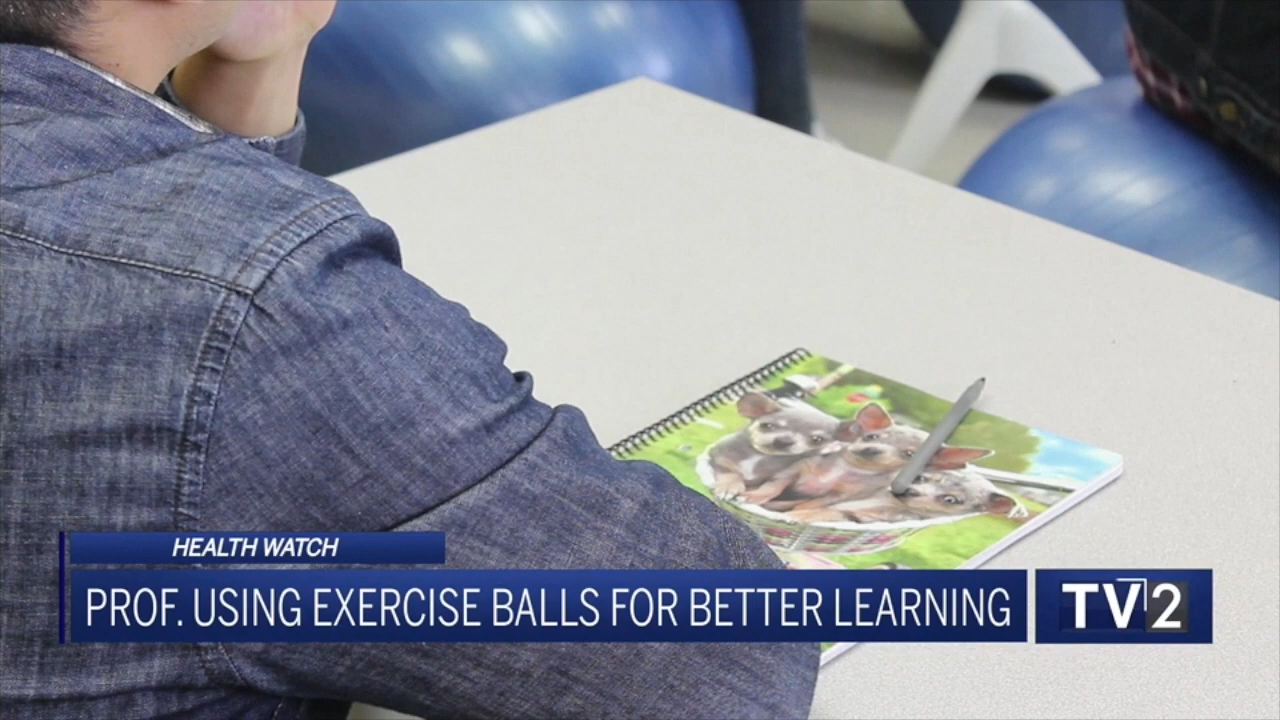 HEALTH WATCH
PROF. USING EXERCISE BALLS FOR BETTER LEARNING
TV2